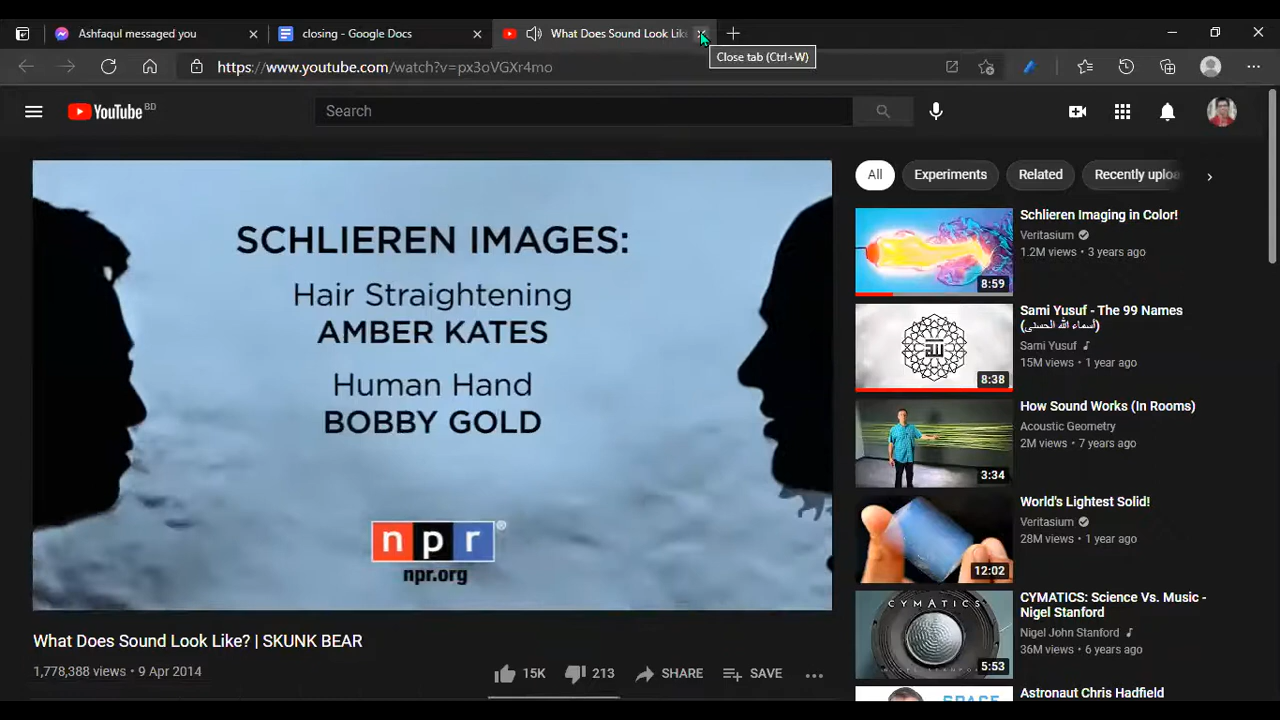 Ashfaqul messaged you
closing - Google Docs
What Does Sound Look Lik
Close tab (Ctrl+W)
https://www.youtube.com/watch?v=px3oVGXr4mo
YouTube BD
Search
SCHLIEREN IMAGES:
Hair Straightening
AMBER KATES
Human Hand
BOBBY GOLD
npr®
npr.org
What Does Sound Look Like? | SKUNK BEAR
1,778,388 views • 9 Apr 2014
15K
213
SHARE
SAVE
All
Experiments
Related
Recently uploa
Schlieren Imaging in Color!
Veritasium
1.2M views • 3 years ago
8:59
Sami Yusuf - The 99 Names
(أسماء الله الحسنى)
Sami Yusuf
15M views • 1 year ago
الله
8:38
How Sound Works (In Rooms)
Acoustic Geometry
2M views • 7 years ago
3:34
World's Lightest Solid!
Veritasium
28M views • 1 year ago
12:02
CYMATICS: Science Vs. Music -
Nigel Stanford
Nigel John Stanford
36M views • 6 years ago
CYMATICS
5:53
Astronaut Chris Hadfield
SPACE